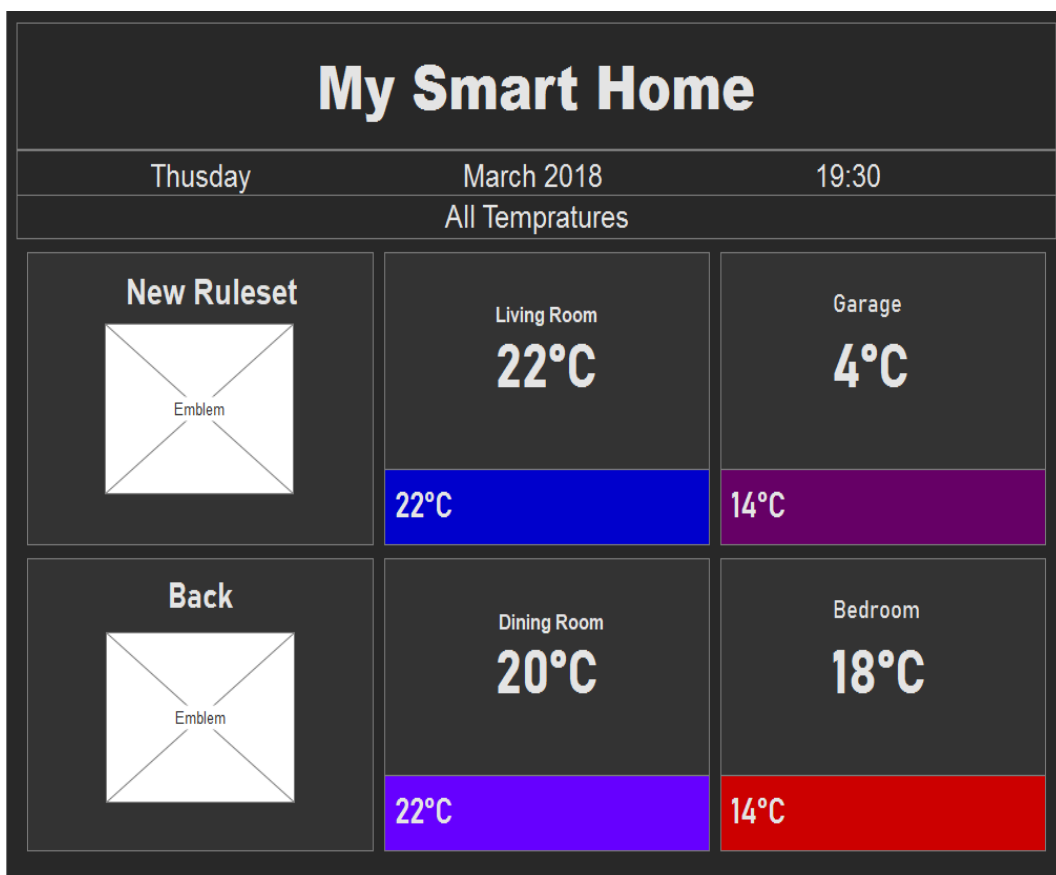 My Smart Home
Thusday March 2018 19:30
All Tempratures
New Ruleset
Emblem
Living Room
22°C
22°C
Garage
4°C
14°C
Back
Emblem
Dining Room
20°C
22°C
Bedroom
18°C
14°C